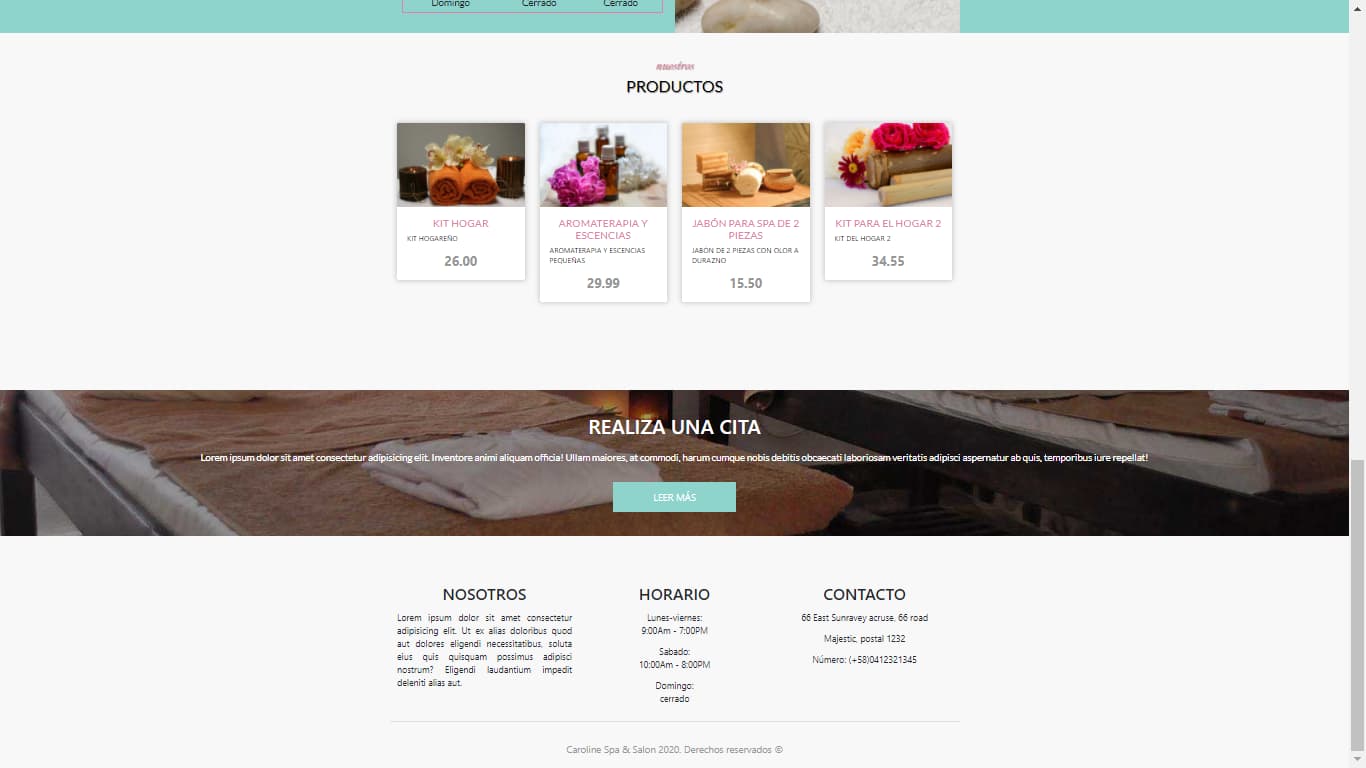 Domingo Cerrado Cerrado
nuestros
PRODUCTOS
KIT HOGAR
KIT HOGAREÑO
26.00
AROMATERAPIA Y
ESCENCIAS
AROMATERAPIA Y ESCENCIAS
PEQUEÑAS
29.99
JABÓN PARA SPA DE 2
PIEZAS
JABÓN DE 2 PIEZAS CON OLOR A
DURAZNO
15.50
KIT PARA EL HOGAR 2
KIT DEL HOGAR 2
34.55
REALIZA UNA CITA
Lorem ipsum dolor sit amet consectetur adipisicing elit. Inventore animi aliquam officia! Ullam maiores, at commodi, harum cumque nobis debitis obcaecati laboriosam veritatis adipisci aspernatur ab quis, temporibus iure repellat!
LEER MÁS
NOSOTROS
Lorem ipsum dolor sit amet consectetur
adipisicing elit. Ut ex alias doloribus quod
aut dolores eligendi necessitatibus, soluta
eius quis quisquam possimus adipisci
nostrum? Eligendi laudantium impedit
deleniti alias aut.
HORARIO
Lunes-viernes:
9:00Am - 7:00PM
Sabado:
10:00Am - 8:00PM
Domingo:
cerrado
CONTACTO
66 East Sunravey acruse, 66 road
Majestic, postal 1232
Número: (+58)0412321345
Caroline Spa & Salon 2020. Derechos reservados ©